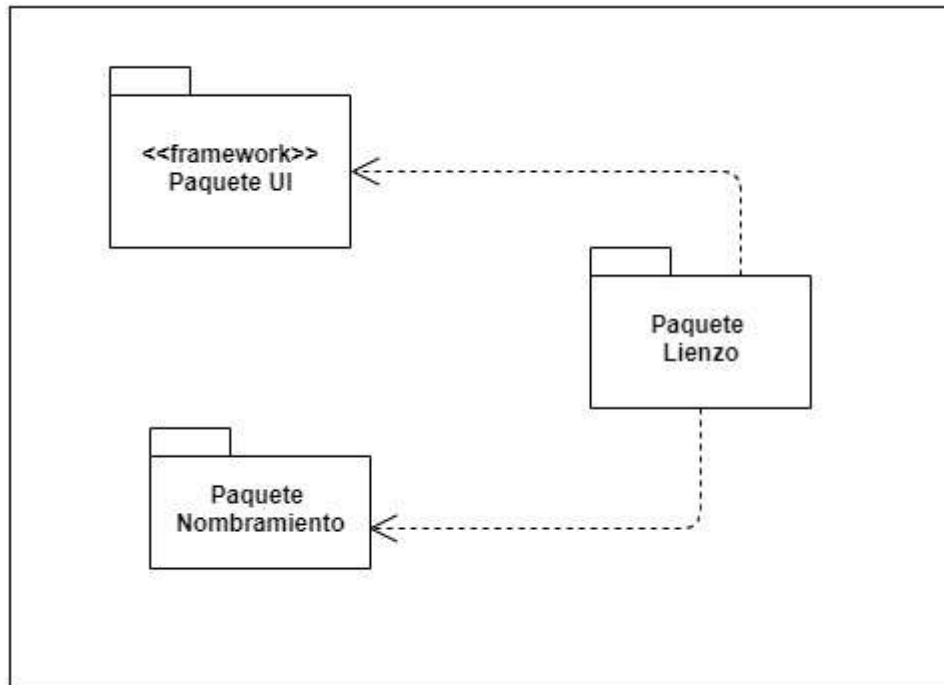 <<framework>>
Paquete UI
Paquete
Lienzo
Paquete
Nombramiento